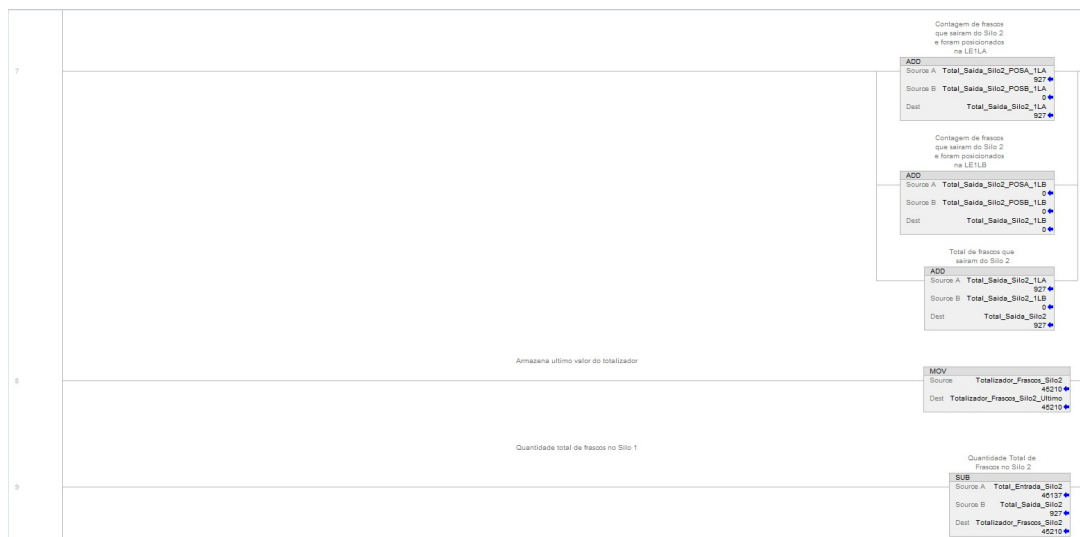 Contagem de frascos
que sairam do Silo 2
e foram posicionados
na LE1LA
7
ADD
Source A Total_Saida_Silo2_POSA_1LA
927
Source B Total_Saida_Silo2_POSB_1LA
0
Dest Total_Saida_Silo2_1LA
927
Contagem de frascos
que sairam do Silo 2
e foram posicionados
na LE1LB
ADD
Source A Total_Saida_Silo2_POSA_1LB
0
Source B Total_Saida_Silo2_POSB_1LB
0
Dest Total_Saida_Silo2_1LB
0
Total de frascos que
sairam do Silo 2
ADD
Source A Total_Saida_Silo2_1LA
927
Source B Total_Saida_Silo2_1LB
0
Dest Total_Saida_Silo2
927
Armazena ultimo valor do totalizador
8
MOV
Source Totalizador_Frascos_Silo2
45210
Dest Totalizador_Frascos_Silo2_Ultimo
45210
Quantidade total de frascos no Silo 1
Quantidade Total de
Frascos no Silo 2
9
SUB
Source A Total_Entrada_Silo2
46137
Source B Total_Saida_Silo2
927
Dest Totalizador_Frascos_Silo2
45210